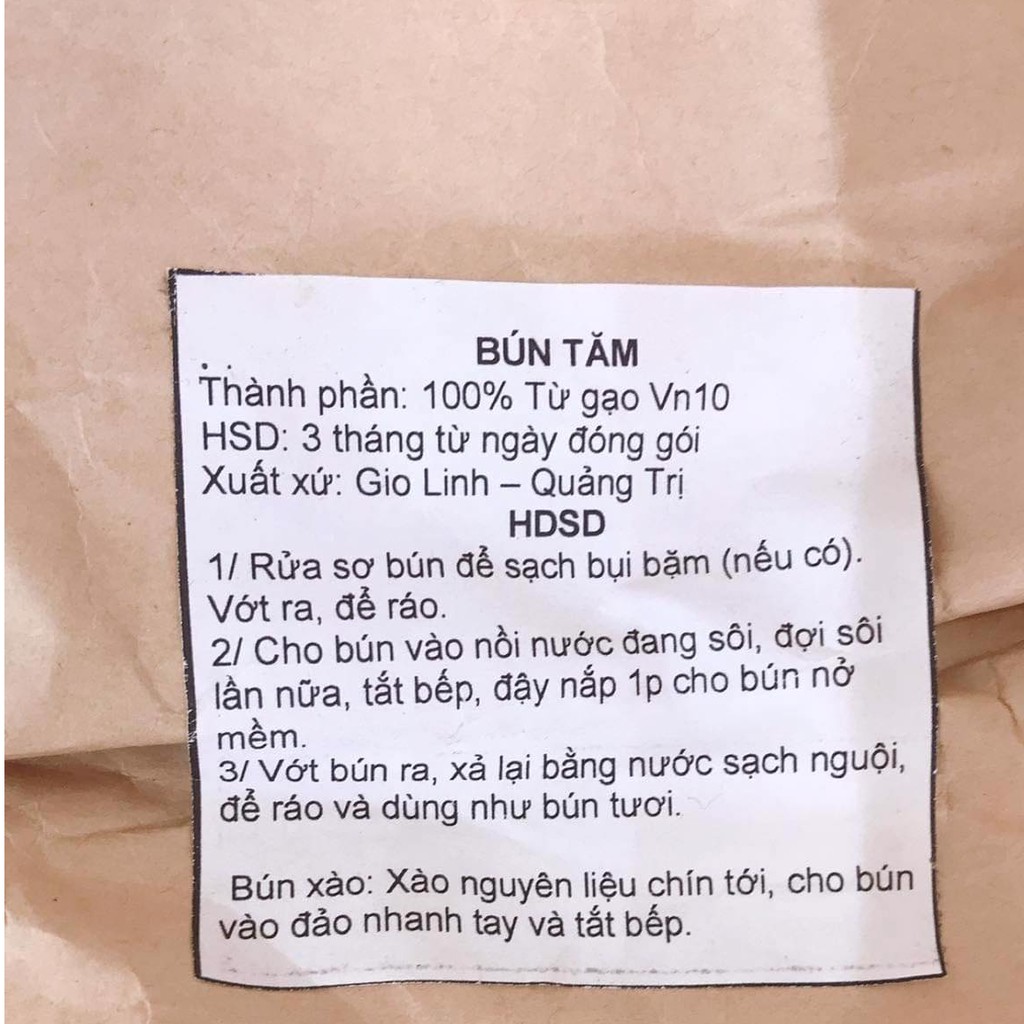 BÚN TĂM
Thành phần: 100% Từ gạo Vn10
HSD: 3 tháng từ ngày đóng gói
Xuất xứ: Gio Linh – Quảng Trị
HDSD
1/ Rửa sơ bún để sạch bụi bặm (nếu có).
Vớt ra, để ráo.
2/ Cho bún vào nồi nước đang sôi, đợi sôi
lần nữa, tắt bếp, đậy nắp 1p cho bún nở
mềm.
3/ Vớt bún ra, xả lại bằng nước sạch nguội,
để ráo và dùng như bún tươi.
Bún xào: Xào nguyên liệu chín tới, cho bún
vào đảo nhanh tay và tắt bếp.